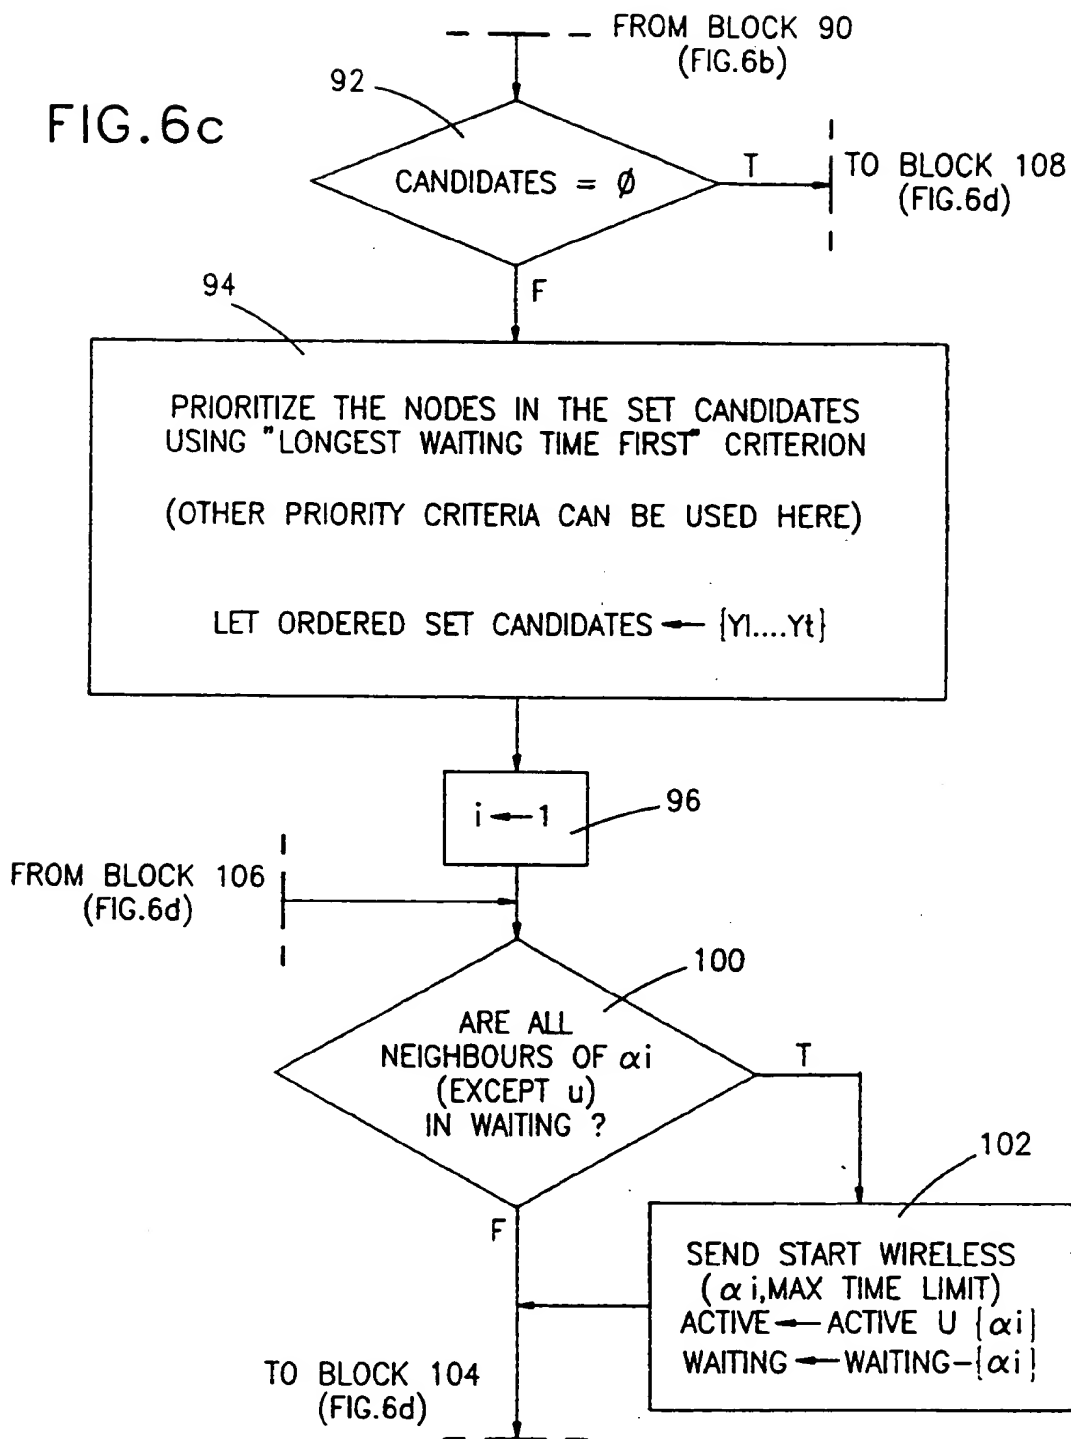 FROM BLOCK 90
(FIG.6b)
92
FIG.6c
CANDIDATES = ϕ
T
TO BLOCK 108
(FIG.6d)
F
94
PRIORITIZE THE NODES IN THE SET CANDIDATES
USING "LONGEST WAITING TIME FIRST" CRITERION
(OTHER PRIORITY CRITERIA CAN BE USED HERE)
LET ORDERED SET CANDIDATES ← {Y1....Yt}
i ← 1
96
FROM BLOCK 106
(FIG.6d)
100
ARE ALL
NEIGHBOURS OF αi
(EXCEPT u)
IN WAITING ?
T
102
F
SEND START WIRELESS
(αi,MAX TIME LIMIT)
ACTIVE ← ACTIVE U {αi}
WAITING ← WAITING-{αi}
TO BLOCK 104
(FIG.6d)